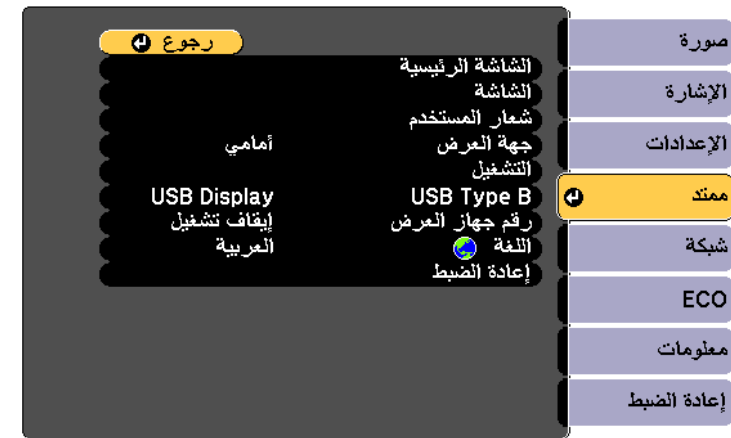 صورة
الإشارة
الإعدادات
ممتد
شبكة
ECO
معلومات
إعادة الضبط
رجوع
الشاشة الرئيسية
الشاشة
شعار المستخدم
جهة العرض أمامي
التشغيل
USB Type B USB Display
رقم جهاز العرض إيقاف تشغيل
اللغة العربية
إعادة الضبط